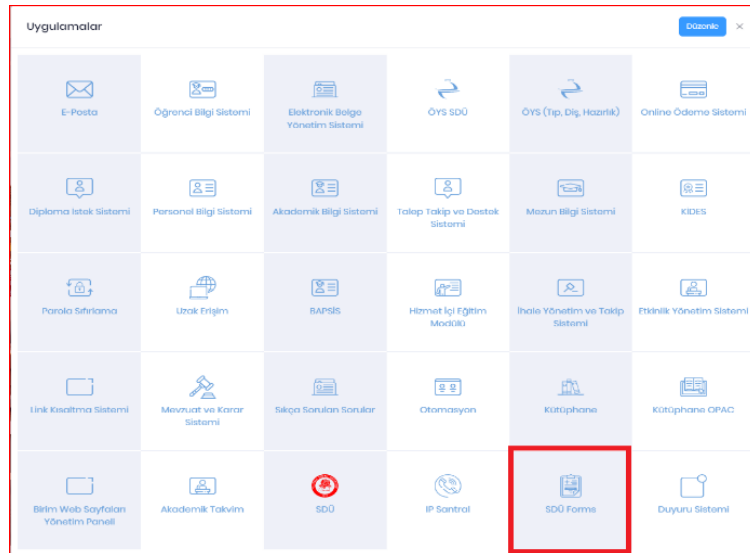 Uygulamalar
Düzenle
E-Posta
Öğrenci Bilgi Sistemi
Elektronik Belge
Yönetim Sistemi
ÖYS SDÜ
ÖYS (Tıp, Diş, Hazırlık)
Online Ödeme Sistemi
Diploma İstek Sistemi
Personel Bilgi Sistemi
Akademik Bilgi Sistemi
Talep Takip ve Destek
Sistemi
Mezun Bilgi Sistemi
KIDES
Parola Sıfırlama
Uzak Erişim
BAPSİS
Hizmet İçi Eğitim
Modülü
İhale Yönetim ve Takip
Sistemi
Etkinlik Yönetim Sistemi
Link Kısaltma Sistemi
Mevzuat ve Karar
Sistemi
Sıkça Sorulan Sorular
Otomasyon
Kütüphane
Kütüphane OPAC
Birim Web Sayfaları
Yönetim Paneli
Akademik Takvim
SDÜ
IP Santral
SDÜ Forms
Duyuru Sistemi